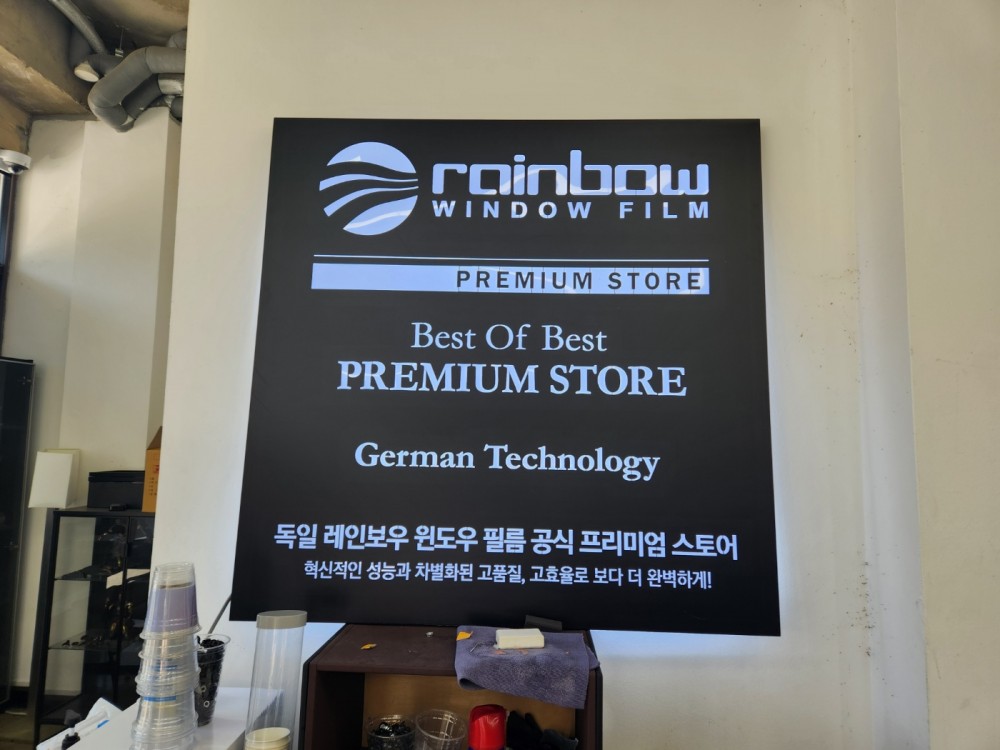 rainbow
WINDOW FILM
PREMIUM STORE
Best Of Best
PREMIUM STORE
German Technology
독일 레인보우 윈도우 필름 공식 프리미엄 스토어
혁신적인 성능과 차별화된 고품질, 고효율로 보다 더 완벽하게!